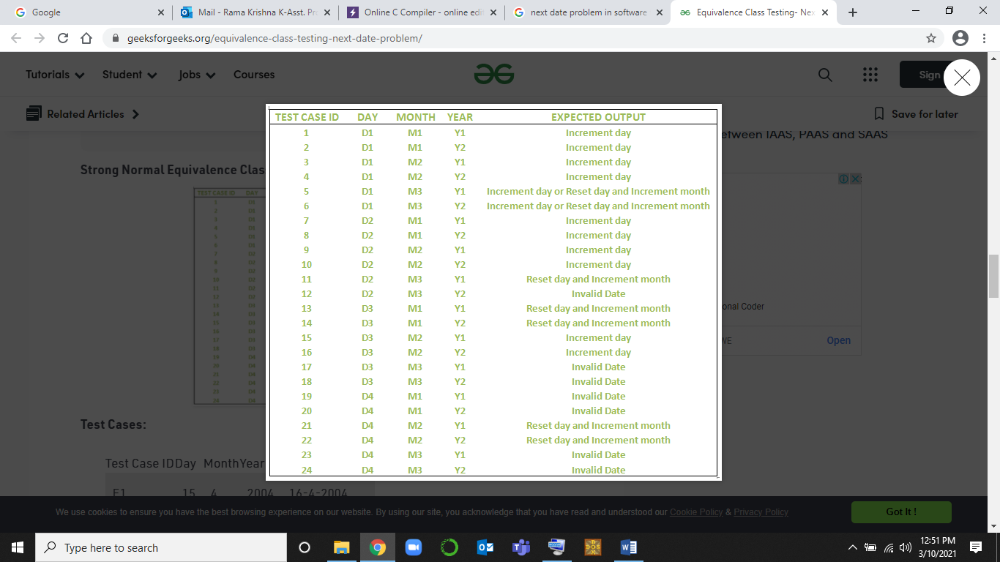 Google
Mail - Rama Krishna K-Asst. Pr
Online C Compiler - online edi
next date problem in software
Equivalence Class Testing- Nex
geeksforgeeks.org/equivalence-class-testing-next-date-problem/
Tutorials Student Jobs Courses
Sign
Related Articles
Save for later
etween IAAS, PAAS and SAAS
Strong Normal Equivalence Clas
TEST CASE ID DAY MONTH YEAR EXPECTED OUTPUT
1 D1 M1 Y1 Increment day
2 D1 M1 Y2 Increment day
3 D1 M2 Y1 Increment day
4 D1 M2 Y2 Increment day
5 D1 M3 Y1 Increment day or Reset day and Increment month
6 D1 M3 Y2 Increment day or Reset day and Increment month
7 D2 M1 Y1 Increment day
8 D2 M1 Y2 Increment day
9 D2 M2 Y1 Increment day
10 D2 M2 Y2 Increment day
11 D2 M3 Y1 Reset day and Increment month
12 D2 M3 Y2 Invalid Date
13 D3 M1 Y1 Reset day and Increment month
14 D3 M1 Y2 Reset day and Increment month
15 D3 M2 Y1 Increment day
16 D3 M2 Y2 Increment day
17 D3 M3 Y1 Invalid Date
18 D3 M3 Y2 Invalid Date
19 D4 M1 Y1 Invalid Date
20 D4 M1 Y2 Invalid Date
21 D4 M2 Y1 Reset day and Increment month
22 D4 M2 Y2 Reset day and Increment month
23 D4 M3 Y1 Invalid Date
24 D4 M3 Y2 Invalid Date
TEST CASE ID DAY
onal Coder
WE
Open
Test Cases:
Test Case IDDay MonthYear
E1 15 4 2004 16-4-2004
We use cookies to ensure you have the best browsing experience on our website. By using our site, you acknowledge that you have read and understood our Cookie Policy & Privacy Policy
Got It !
Type here to search
12:51 PM
3/10/2021